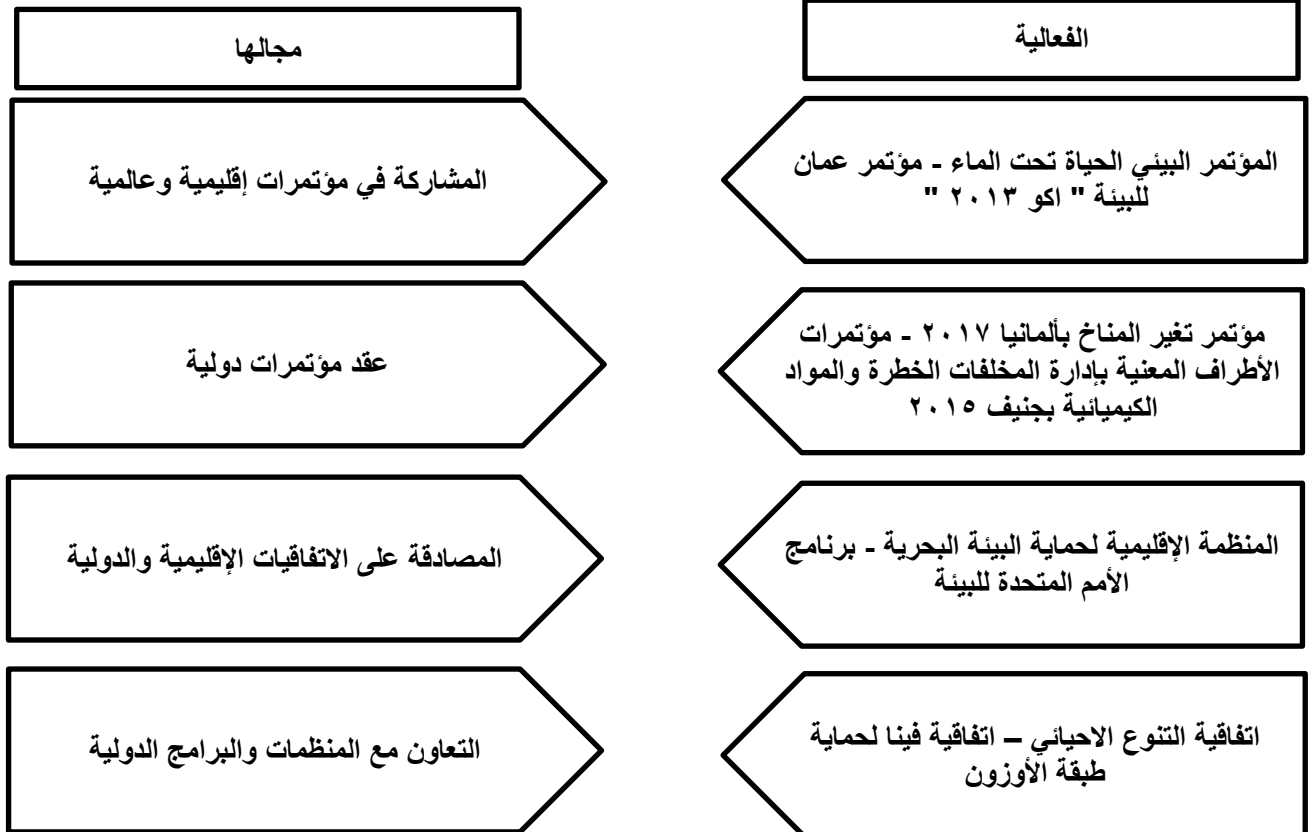 الفعالية
مجالها
المؤتمر البيئي الحياة تحت الماء - مؤتمر عمان
للبيئة " اكو ٢٠١٣ "
المشاركة في مؤتمرات إقليمية وعالمية
مؤتمر تغير المناخ بألمانيا ٢٠١٧ - مؤتمرات
الأطراف المعنية بإدارة المخلفات الخطرة والمواد
الكيميائية بجنيف ٢٠١٥
عقد مؤتمرات دولية
المنظمة الإقليمية لحماية البيئة البحرية - برنامج
الأمم المتحدة للبيئة
المصادقة على الاتفاقيات الإقليمية والدولية
اتفاقية التنوع الاحيائي – اتفاقية فينا لحماية
طبقة الأوزون
التعاون مع المنظمات والبرامج الدولية